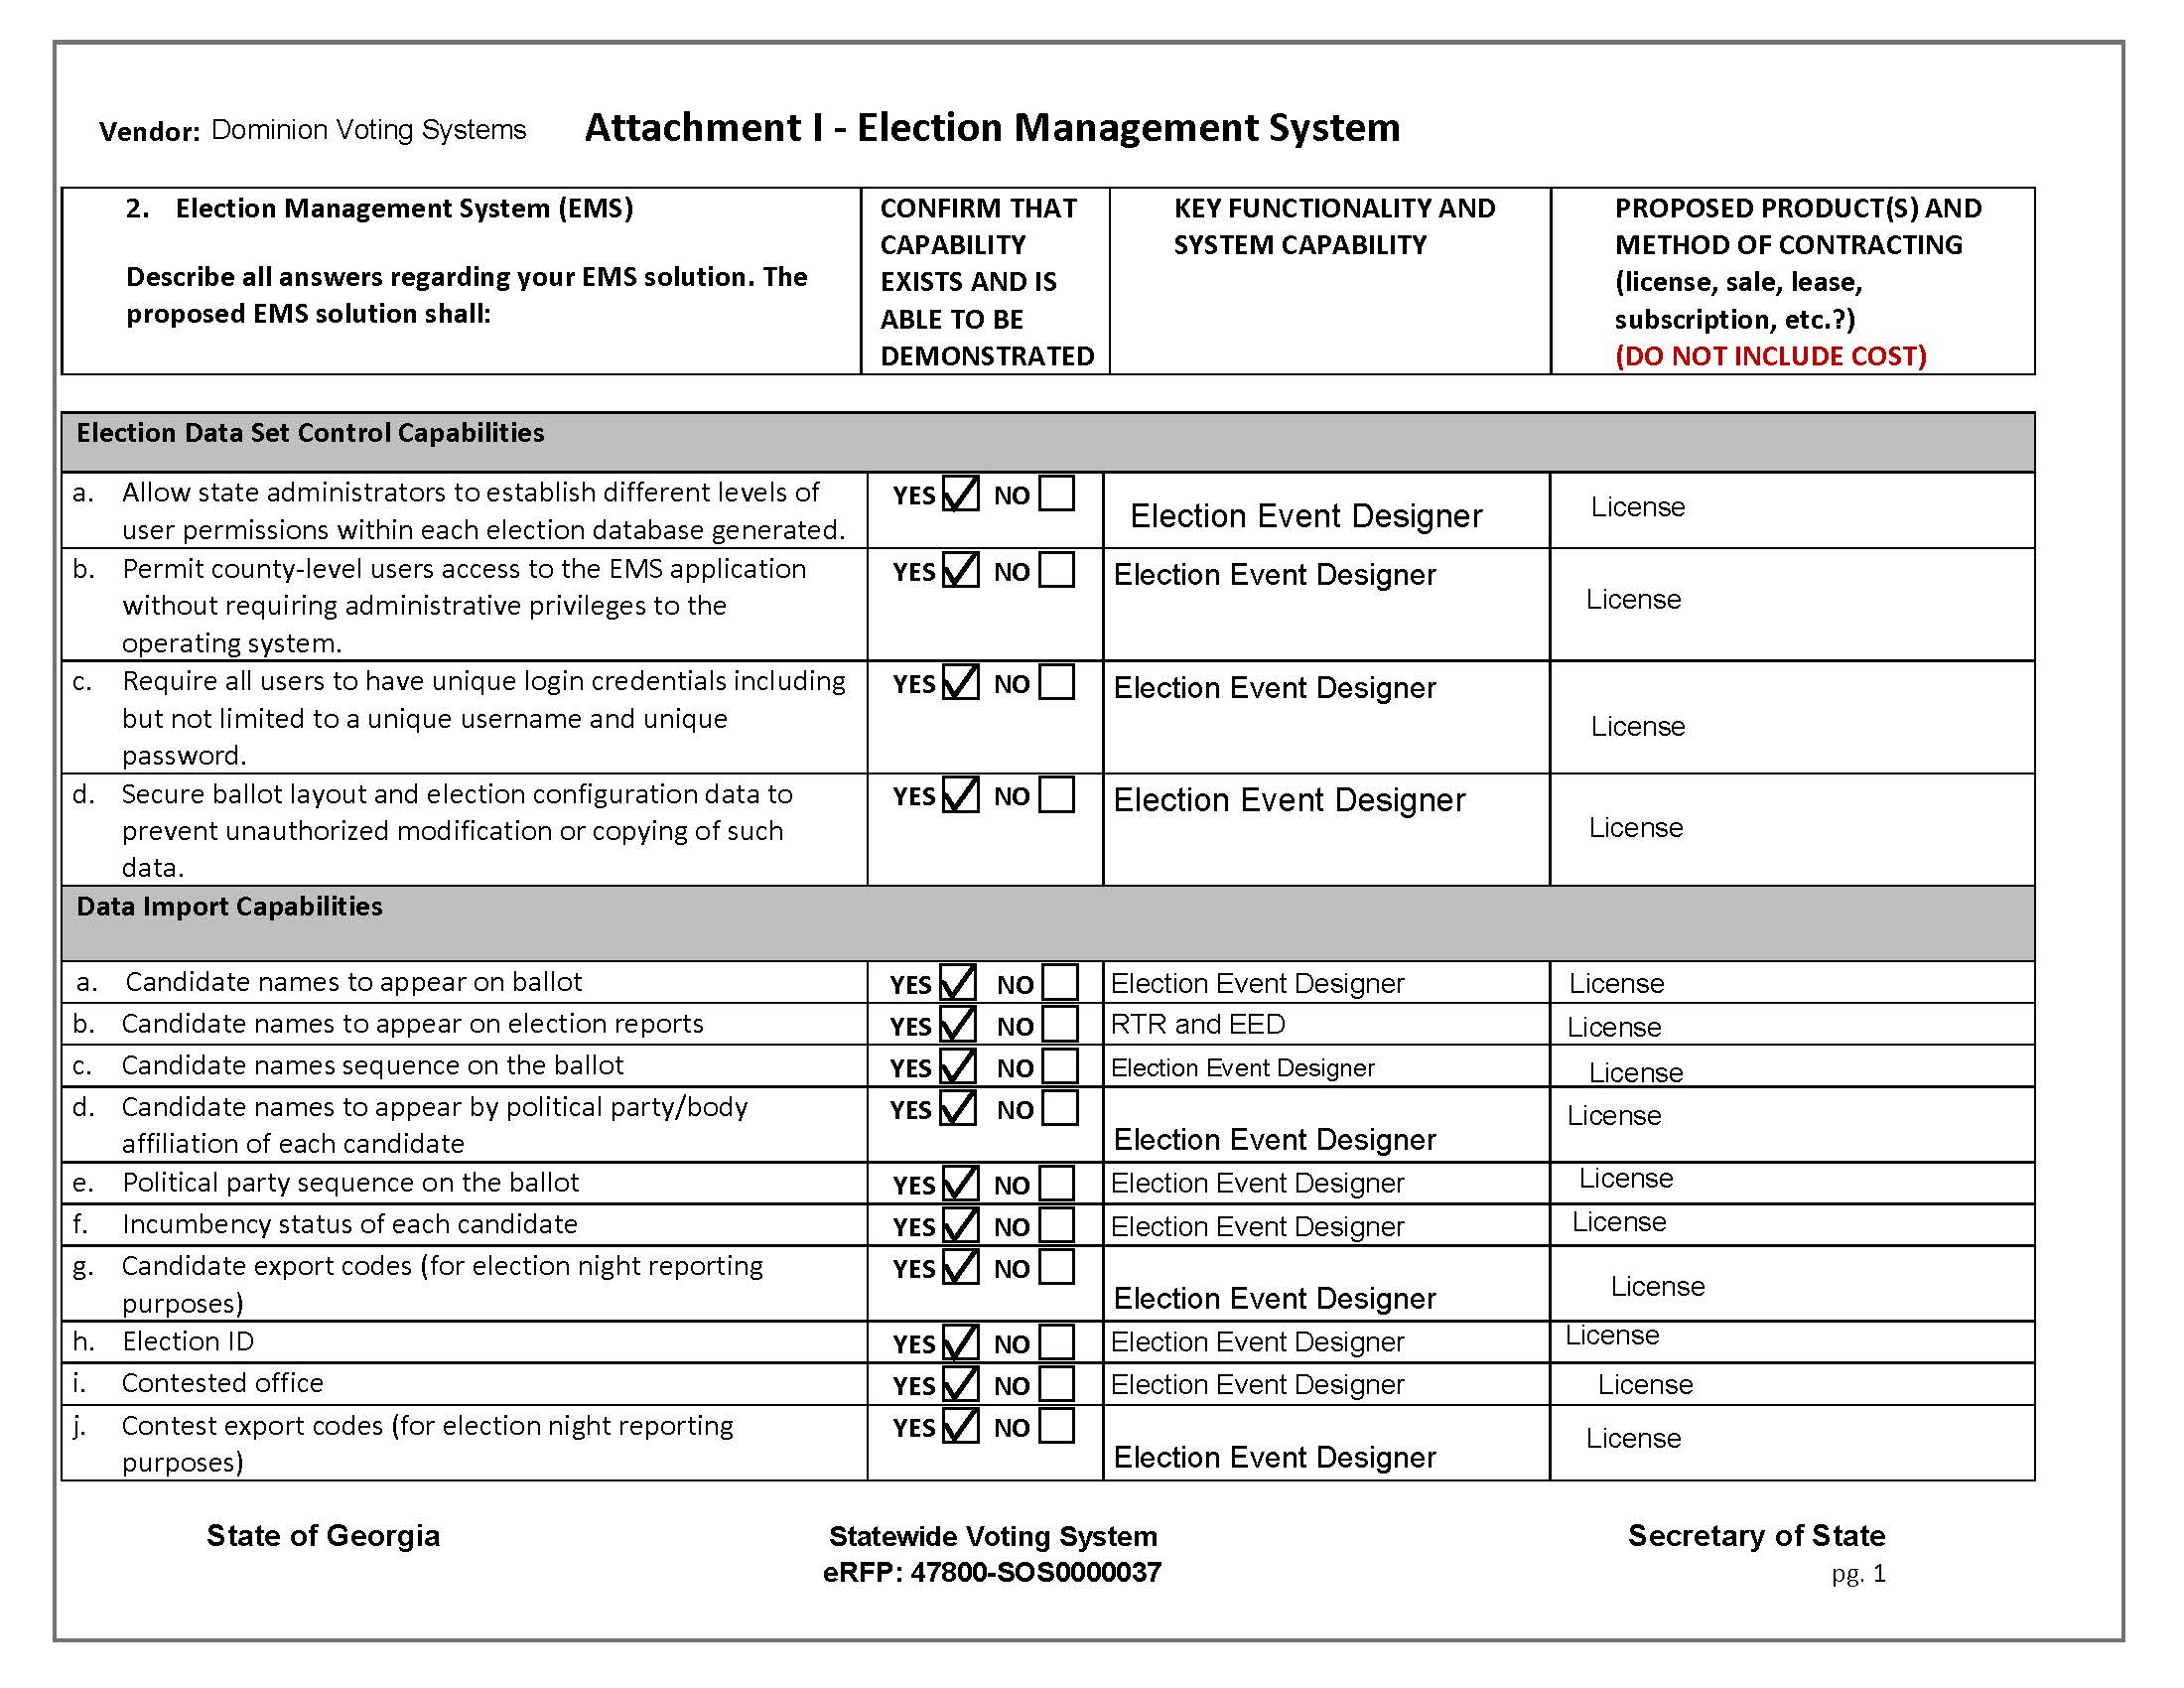 Vendor: Dominion Voting Systems Attachment I - Election Management System
2. Election Management System (EMS)
Describe all answers regarding your EMS solution. The
proposed EMS solution shall:
CONFIRM THAT
CAPABILITY
EXISTS AND IS
ABLE TO BE
DEMONSTRATED
KEY FUNCTIONALITY AND
SYSTEM CAPABILITY
PROPOSED PRODUCT(S) AND
METHOD OF CONTRACTING
(license, sale, lease,
subscription, etc.?)
(DO NOT INCLUDE COST)
Election Data Set Control Capabilities
a. Allow state administrators to establish different levels of
user permissions within each election database generated.
YES NO
Election Event Designer
License
b. Permit county-level users access to the EMS application
without requiring administrative privileges to the
operating system.
YES NO
Election Event Designer
License
c. Require all users to have unique login credentials including
but not limited to a unique username and unique
password.
YES NO
Election Event Designer
License
d. Secure ballot layout and election configuration data to
prevent unauthorized modification or copying of such
data.
YES NO
Election Event Designer
License
Data Import Capabilities
a. Candidate names to appear on ballot
YES NO
Election Event Designer
License
b. Candidate names to appear on election reports
YES NO
RTR and EED
License
c. Candidate names sequence on the ballot
YES NO
Election Event Designer
License
d. Candidate names to appear by political party/body
affiliation of each candidate
YES NO
Election Event Designer
License
e. Political party sequence on the ballot
YES NO
Election Event Designer
License
f. Incumbency status of each candidate
YES NO
Election Event Designer
License
g. Candidate export codes (for election night reporting
purposes)
YES NO
Election Event Designer
License
h. Election ID
YES NO
Election Event Designer
License
i. Contested office
YES NO
Election Event Designer
License
j. Contest export codes (for election night reporting
purposes)
YES NO
Election Event Designer
License
State of Georgia
Statewide Voting System
eRFP: 47800-SOS0000037
Secretary of State
pg. 1